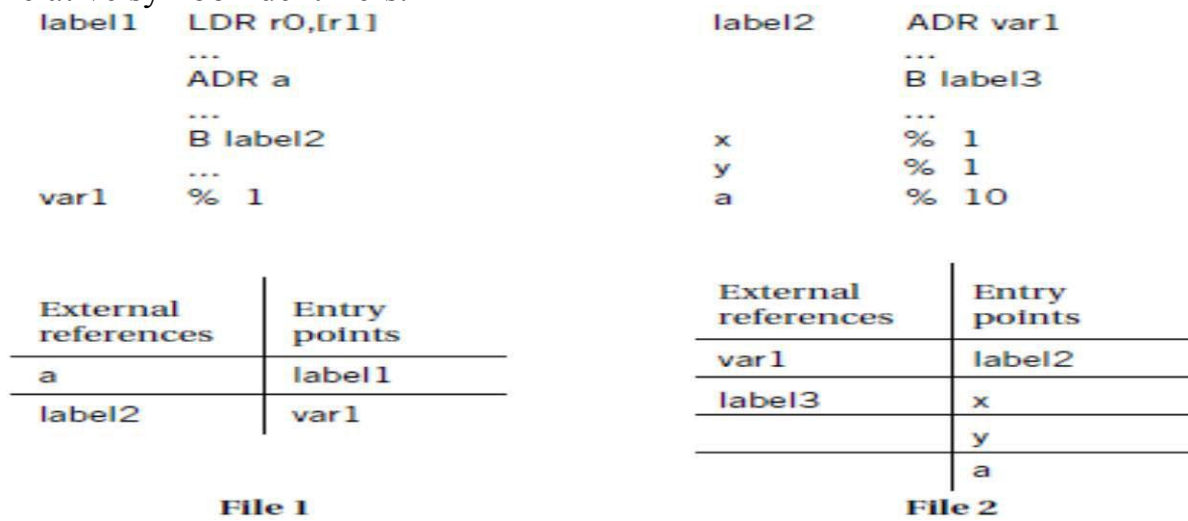 label1 LDR r0,[r1]
...
ADR a
...
B label2
...
var1 % 1
External references Entry points
a label1
label2 var1
File 1
label2 ADR var1
...
B label3
...
x % 1
y % 1
a % 10
External references Entry points
var1 label2
label3 x
y
a
File 2